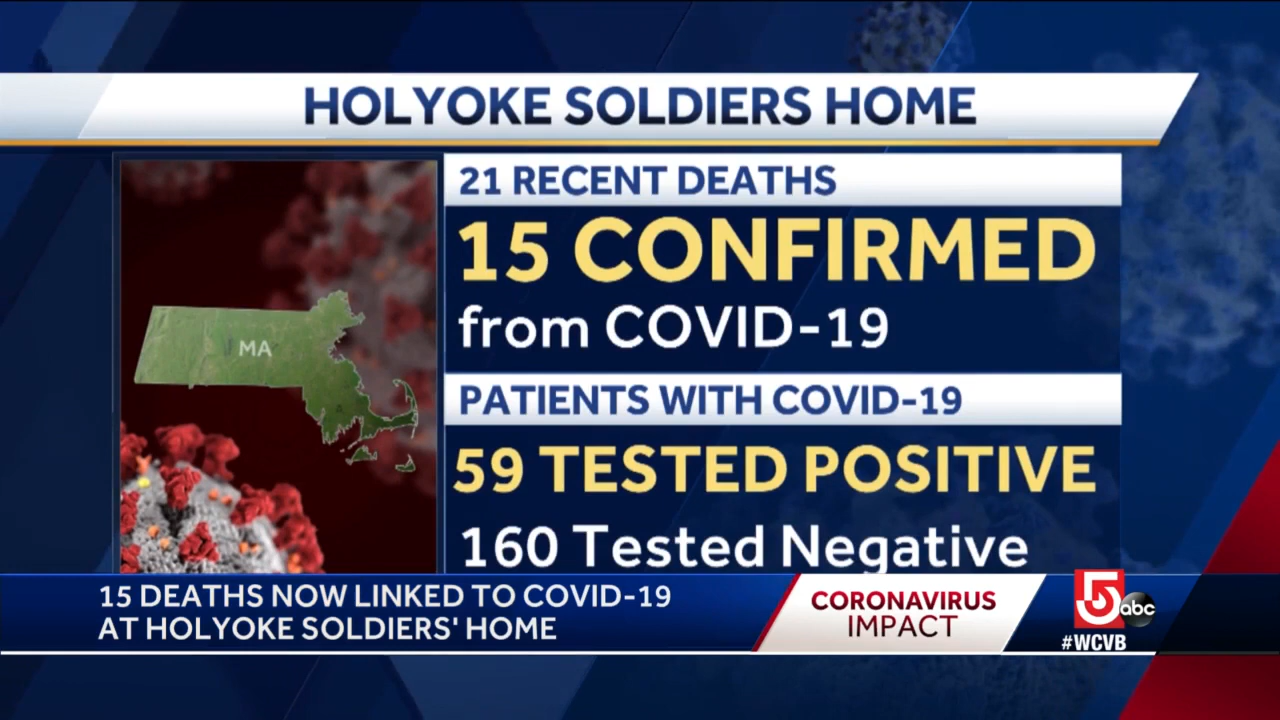 HOLYOKE SOLDIERS HOME
21 RECENT DEATHS
15 CONFIRMED
from COVID-19
MA
PATIENTS WITH COVID-19
59 TESTED POSITIVE
160 Tested Negative
15 DEATHS NOW LINKED TO COVID-19
AT HOLYOKE SOLDIERS' HOME
CORONAVIRUS
IMPACT
5 abc
#WCVB